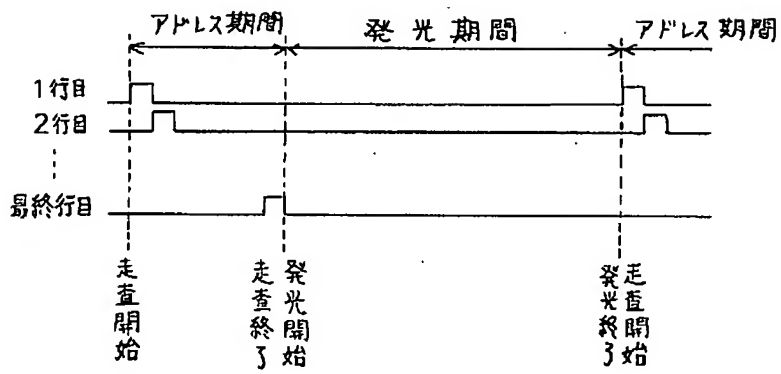 アドレス期間
発光期間
アドレス期間
1行目
2行目
最終行目
走査開始
走査終了
発光開始
発光終了
走査開始